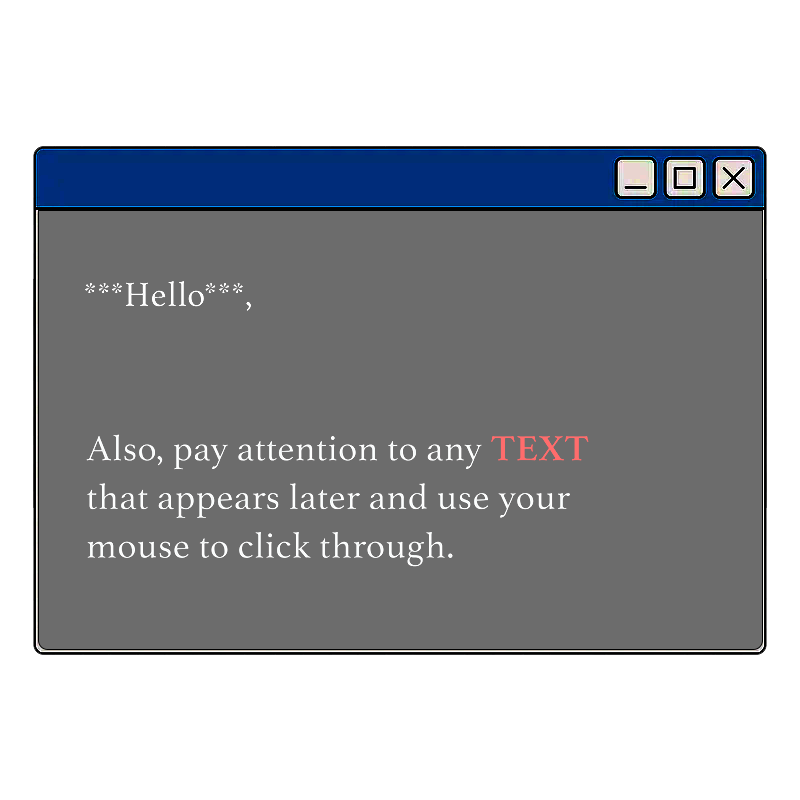 ***Hello***,
Also, pay attention to any TEXT
that appears later and use your
mouse to click through.